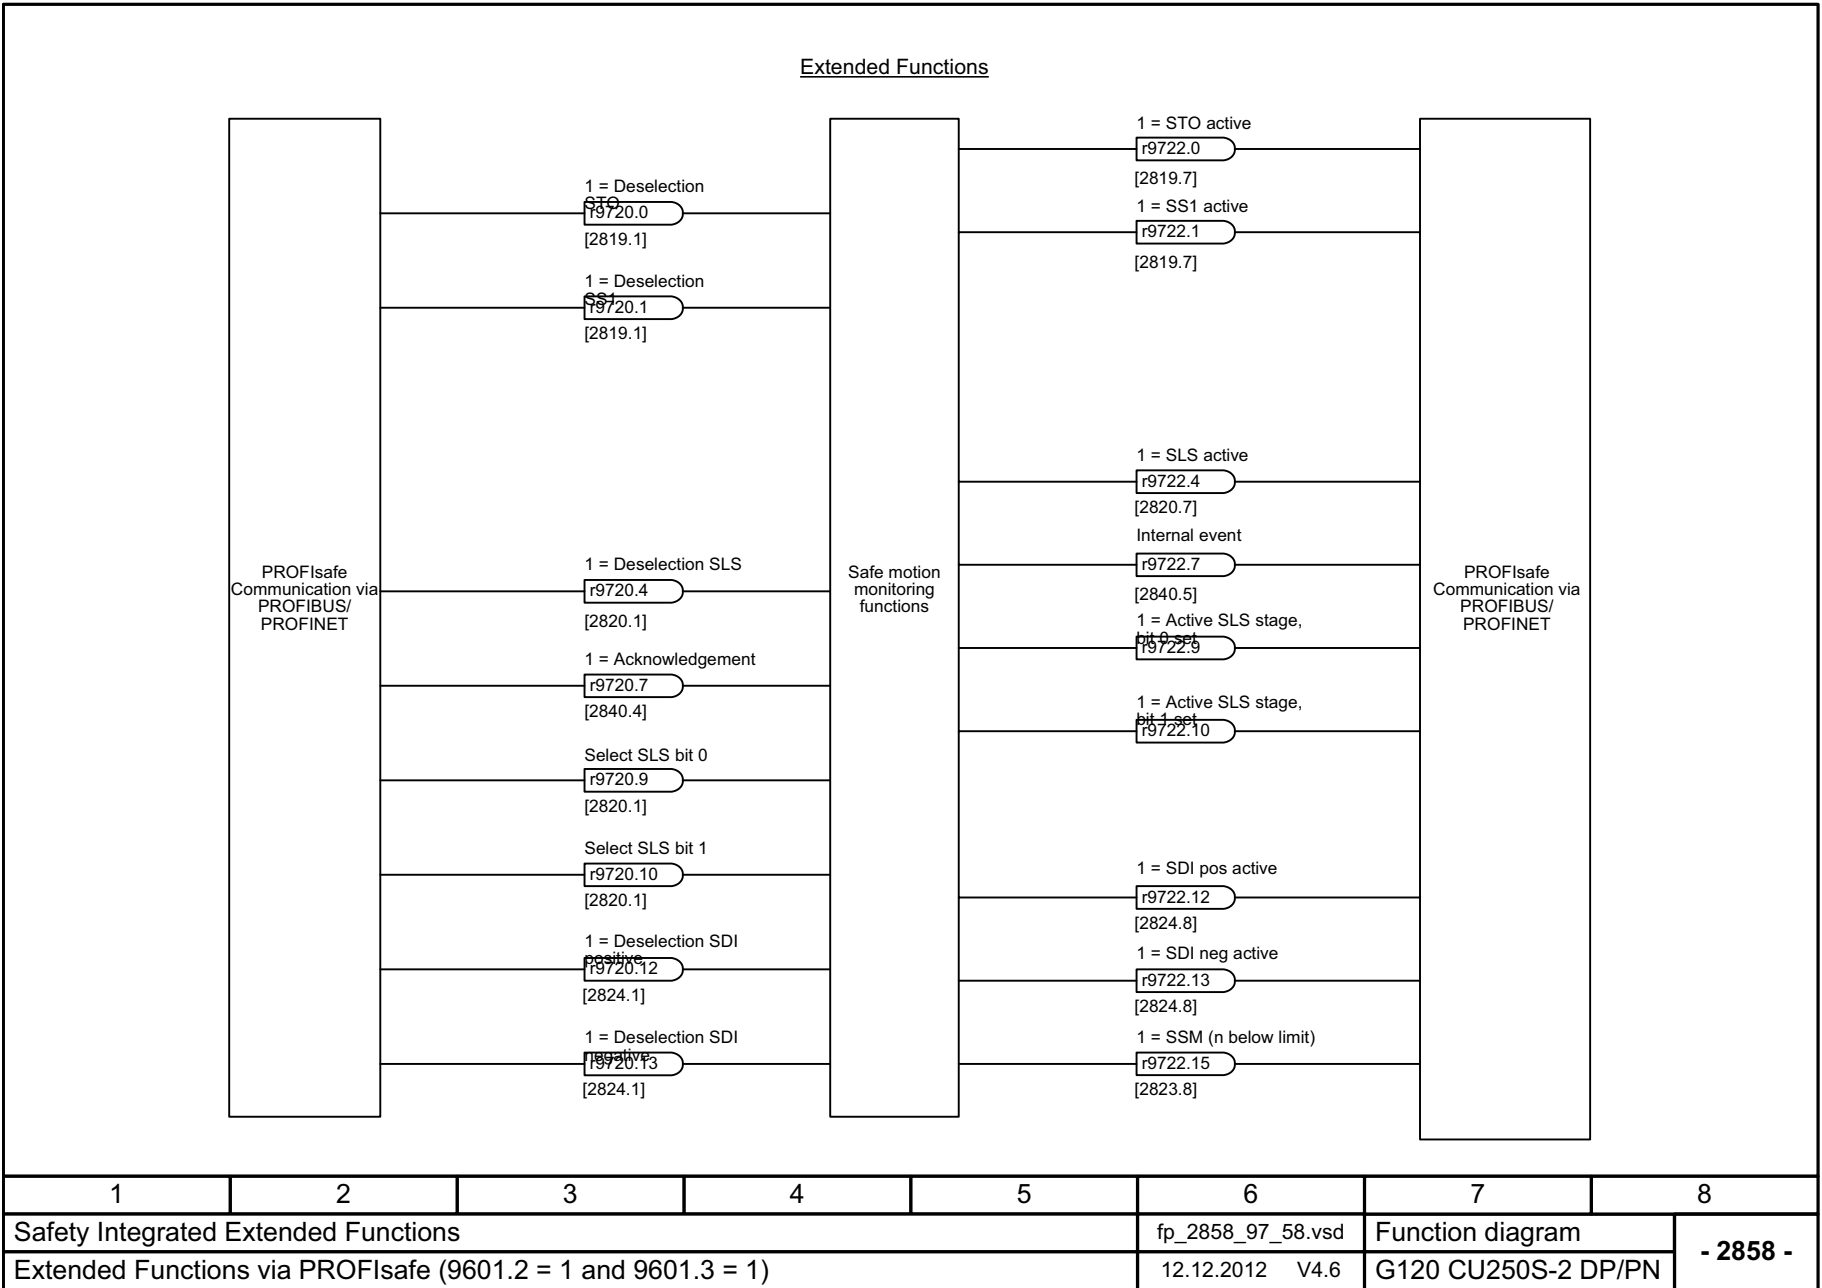 Extended Functions
PROFIsafe
Communication via
PROFIBUS/
PROFINET
1 = Deselection
STO
r9720.0
[2819.1]
1 = Deselection
SS1
r9720.1
[2819.1]
1 = Deselection SLS
r9720.4
[2820.1]
1 = Acknowledgement
r9720.7
[2840.4]
Select SLS bit 0
r9720.9
[2820.1]
Select SLS bit 1
r9720.10
[2820.1]
1 = Deselection SDI
positive
r9720.12
[2824.1]
1 = Deselection SDI
negative
r9720.13
[2824.1]
Safe motion
monitoring
functions
1 = STO active
r9722.0
[2819.7]
1 = SS1 active
r9722.1
[2819.7]
1 = SLS active
r9722.4
[2820.7]
Internal event
r9722.7
[2840.5]
1 = Active SLS stage,
bit 0 set
r9722.9
1 = Active SLS stage,
bit 1 set
r9722.10
1 = SDI pos active
r9722.12
[2824.8]
1 = SDI neg active
r9722.13
[2824.8]
1 = SSM (n below limit)
r9722.15
[2823.8]
PROFIsafe
Communication via
PROFIBUS/
PROFINET
1 2 3 4 5 6 7 8
Safety Integrated Extended Functions
fp_2858_97_58.vsd
Function diagram
- 2858 -
Extended Functions via PROFIsafe (9601.2 = 1 and 9601.3 = 1)
12.12.2012 V4.6
G120 CU250S-2 DP/PN